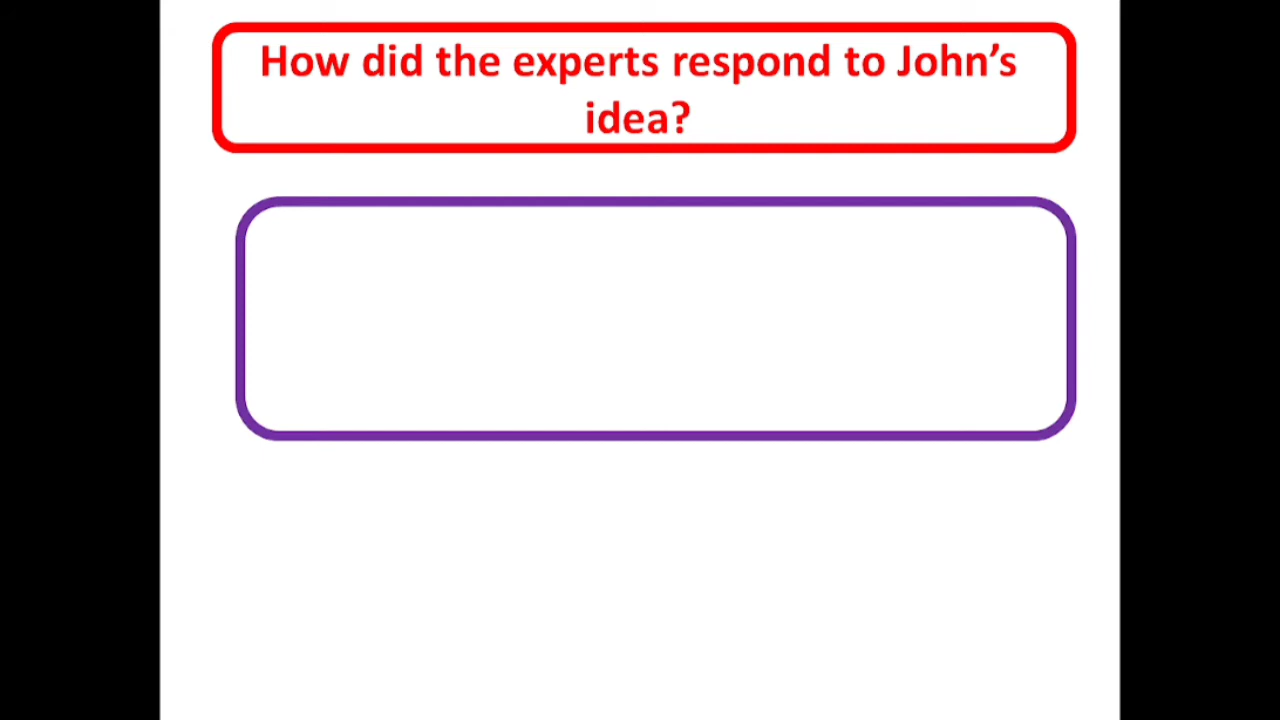 How did the experts respond to John’s
idea?